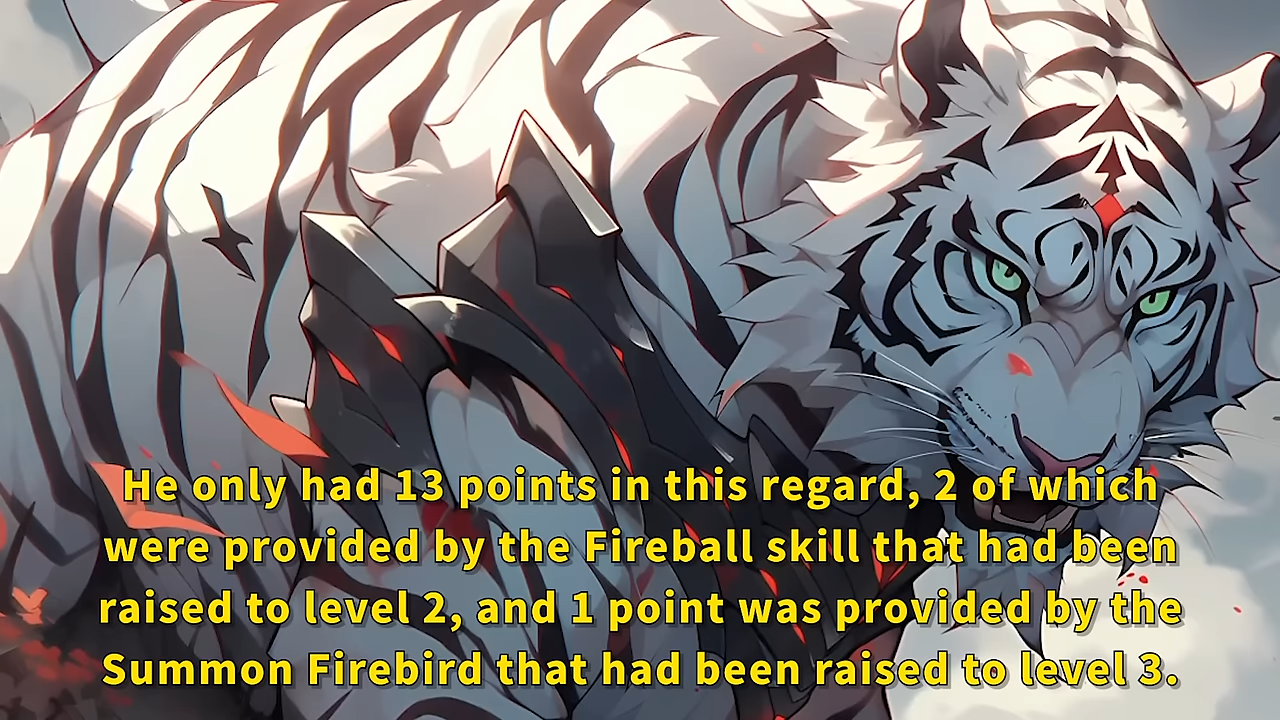 He only had 13 points in this regard, 2 of which
were provided by the Fireball skill that had been
raised to level 2, and 1 point was provided by the
Summon Firebird that had been raised to level 3.